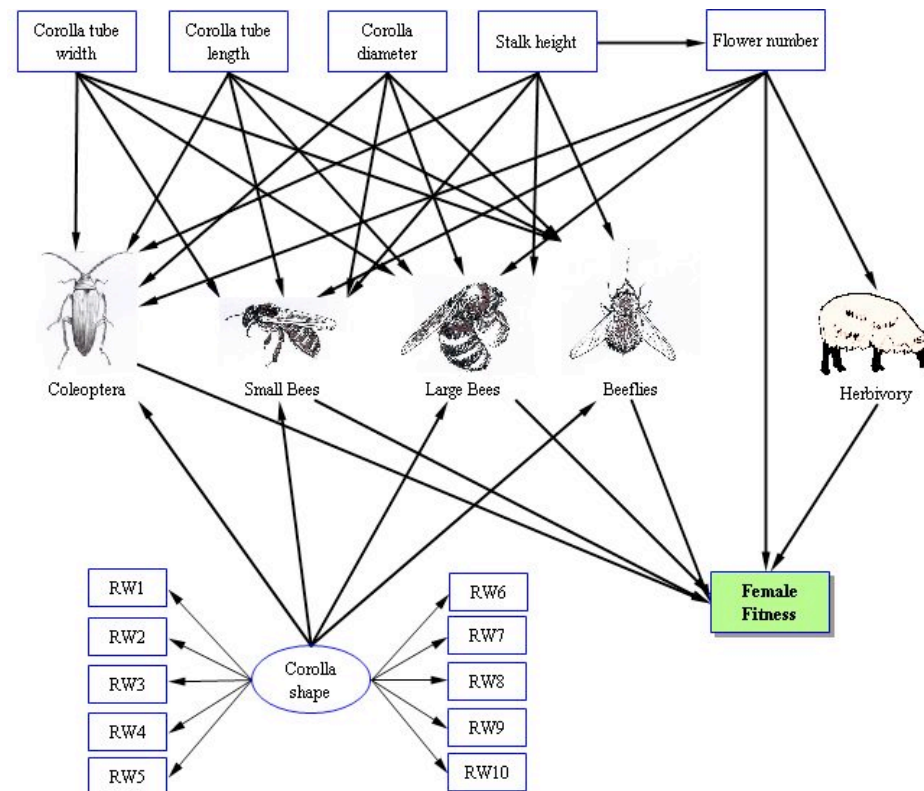 Corolla tube
width
Corolla tube
length
Corolla
diameter
Stalk height
Flower number
Coleoptera
Small Bees
Large Bees
Beeflies
Herbivory
RW1
RW2
RW3
RW4
RW5
Corolla
shape
RW6
RW7
RW8
RW9
RW10
Female
Fitness